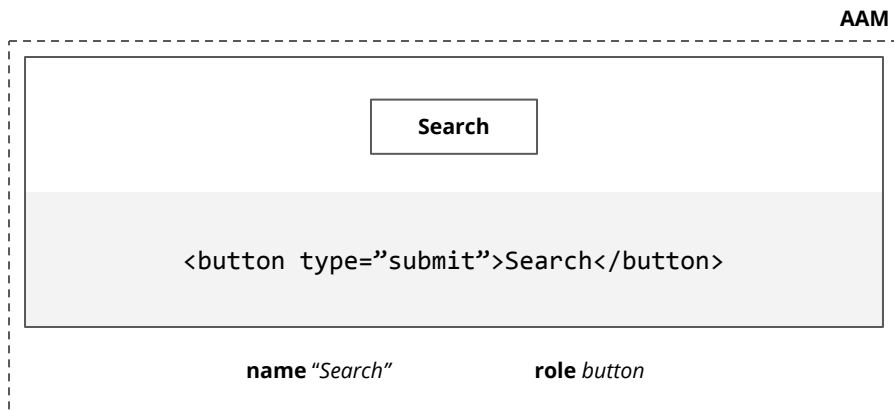 AAM
Search
<button type=”submit”>Search</button>
name “Search” role button